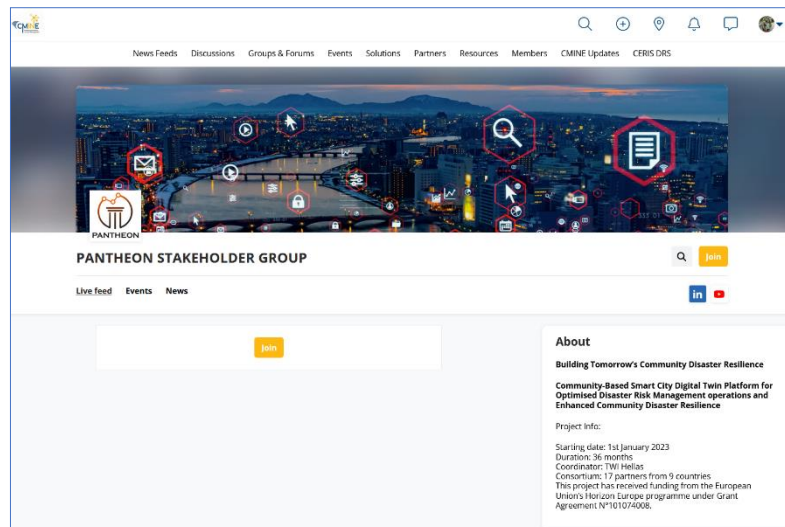 CMINE
News Feeds Discussions Groups & Forums Events Solutions Partners Resources Members CMINE Updates CERIS DRS
PANTHEON
PANTHEON STAKEHOLDER GROUP
Join
Live feed Events News
in
Join
About
Building Tomorrow's Community Disaster Resilience
Community-Based Smart City Digital Twin Platform for
Optimised Disaster Risk Management operations and
Enhanced Community Disaster Resilience
Project Info:
Starting date: 1st January 2023
Duration: 36 months
Coordinator: TWI Hellas
Consortium: 17 partners from 9 countries
This project has received funding from the European
Union's Horizon Europe programme under Grant
Agreement N°101074008.